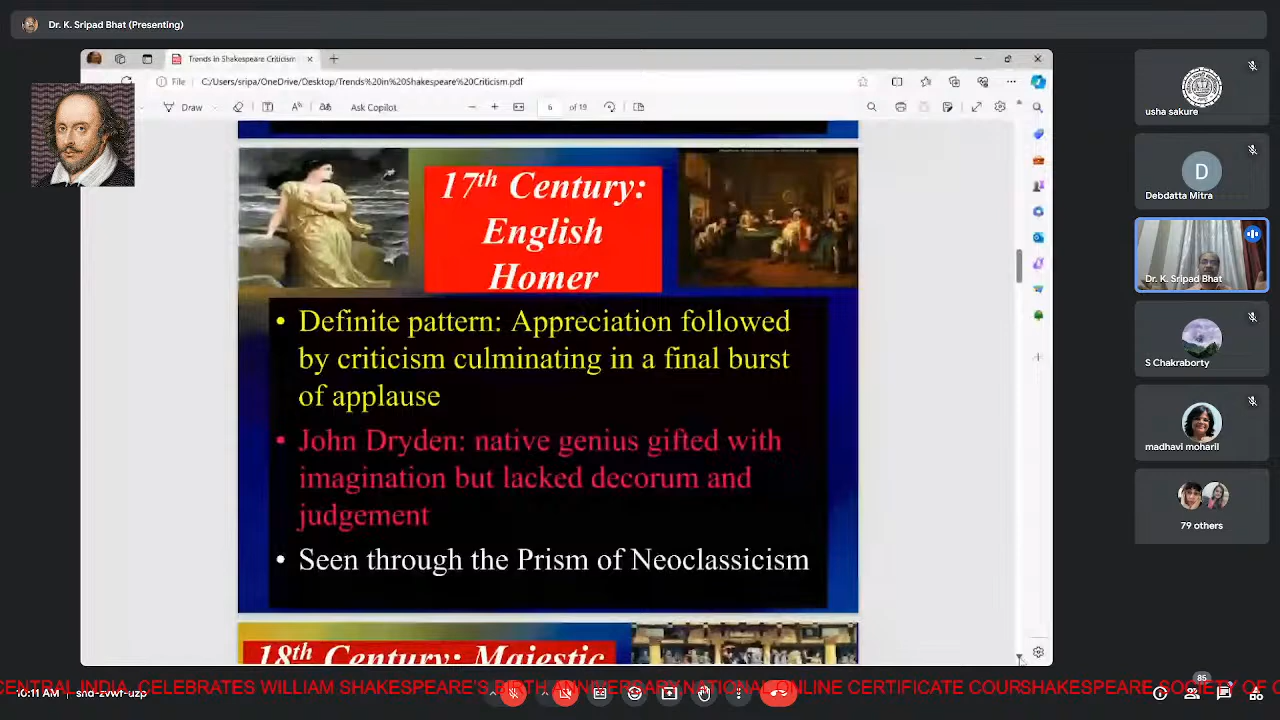 Dr. K. Sripad Bhat (Presenting)
Trends in Shakespeare Criticism
File C:/Users/sripa/OneDrive/Desktop/Trends%20in%20Shakespeare%20Criticism.pdf
Draw
Ask Copilot
6 of 19
17th Century:
English
Homer
• Definite pattern: Appreciation followed
by criticism culminating in a final burst
of applause
• John Dryden: native genius gifted with
imagination but lacked decorum and
judgement
• Seen through the Prism of Neoclassicism
18th Century: Majestic
usha sakure
D
Debdatta Mitra
Dr. K. Sripad Bhat
S Chakraborty
madhavi moharil
79 others
10:11 AM
CENTRAL INDIA, CELEBRATES WILLIAM SHAKESPEARE'S BIRTH ANNIVERSARY NATIONAL ONLINE CERTIFICATE COURSHAKESPEARE SOCIETY OF C
85